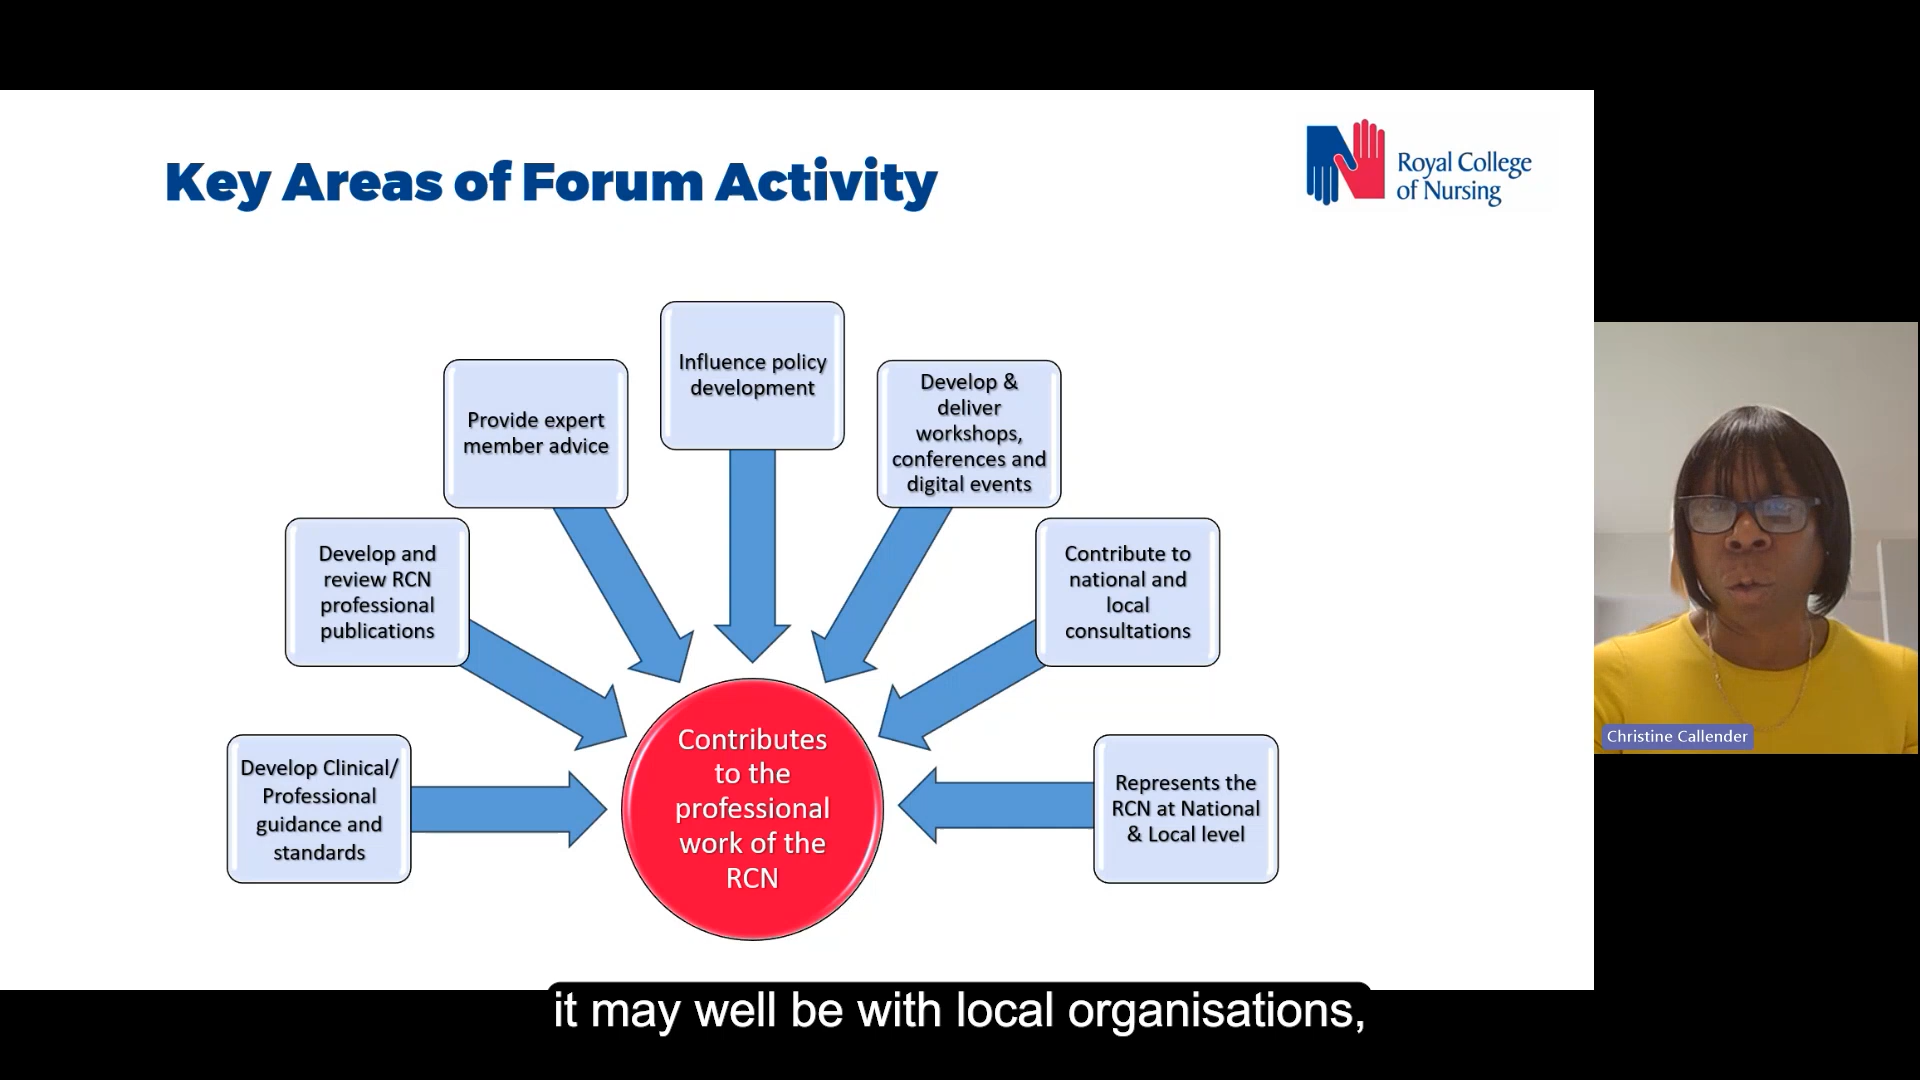 Key Areas of Forum Activity
Royal College
of Nursing
Influence policy
development
Provide expert
member advice
Develop &
deliver
workshops,
conferences and
digital events
Develop and
review RCN
professional
publications
Contribute to
national and
local
consultations
Develop Clinical/
Professional
guidance and
standards
Contributes
to the
professional
work of the
RCN
Represents the
RCN at National
& Local level
Christine Callender
it may well be with local organisations,